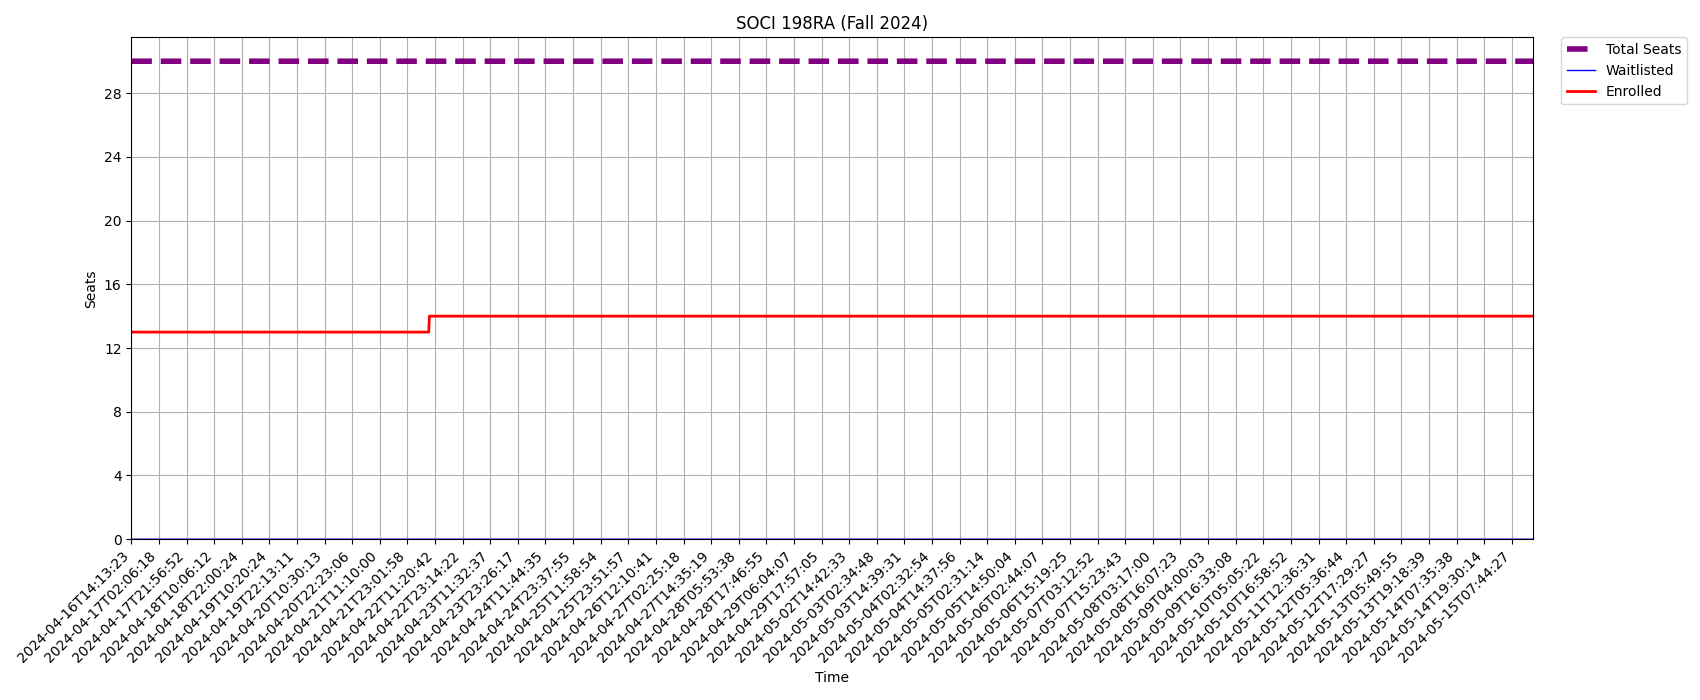 SOCI 198RA (Fall 2024)
Total Seats
Waitlisted
Enrolled
Seats
28
24
20
16
12
8
4
0
2024-04-16T14:13:23
2024-04-17T02:06:18
2024-04-17T21:56:52
2024-04-18T10:06:12
2024-04-18T22:00:24
2024-04-19T10:20:24
2024-04-19T22:13:11
2024-04-20T10:30:13
2024-04-20T22:23:06
2024-04-21T11:10:00
2024-04-21T23:01:58
2024-04-22T11:20:42
2024-04-22T23:14:22
2024-04-23T11:32:37
2024-04-23T23:26:17
2024-04-24T11:44:35
2024-04-24T23:37:55
2024-04-25T11:58:54
2024-04-25T23:51:57
2024-04-26T12:10:41
2024-04-27T02:25:18
2024-04-27T14:35:19
2024-04-28T05:53:38
2024-04-28T17:46:55
2024-04-29T06:04:07
2024-04-29T17:57:05
2024-05-02T14:42:33
2024-05-03T02:34:48
2024-05-03T14:39:31
2024-05-04T02:32:54
2024-05-04T14:37:56
2024-05-05T02:31:14
2024-05-05T14:50:04
2024-05-06T02:44:07
2024-05-06T15:19:25
2024-05-07T03:12:52
2024-05-07T15:23:43
2024-05-08T03:17:00
2024-05-08T16:07:23
2024-05-09T04:00:03
2024-05-09T16:33:08
2024-05-10T05:05:22
2024-05-10T16:58:52
2024-05-11T12:36:31
2024-05-12T05:36:44
2024-05-12T17:29:27
2024-05-13T05:49:55
2024-05-13T19:18:39
2024-05-14T07:35:38
2024-05-14T19:30:14
2024-05-15T07:44:27
Time